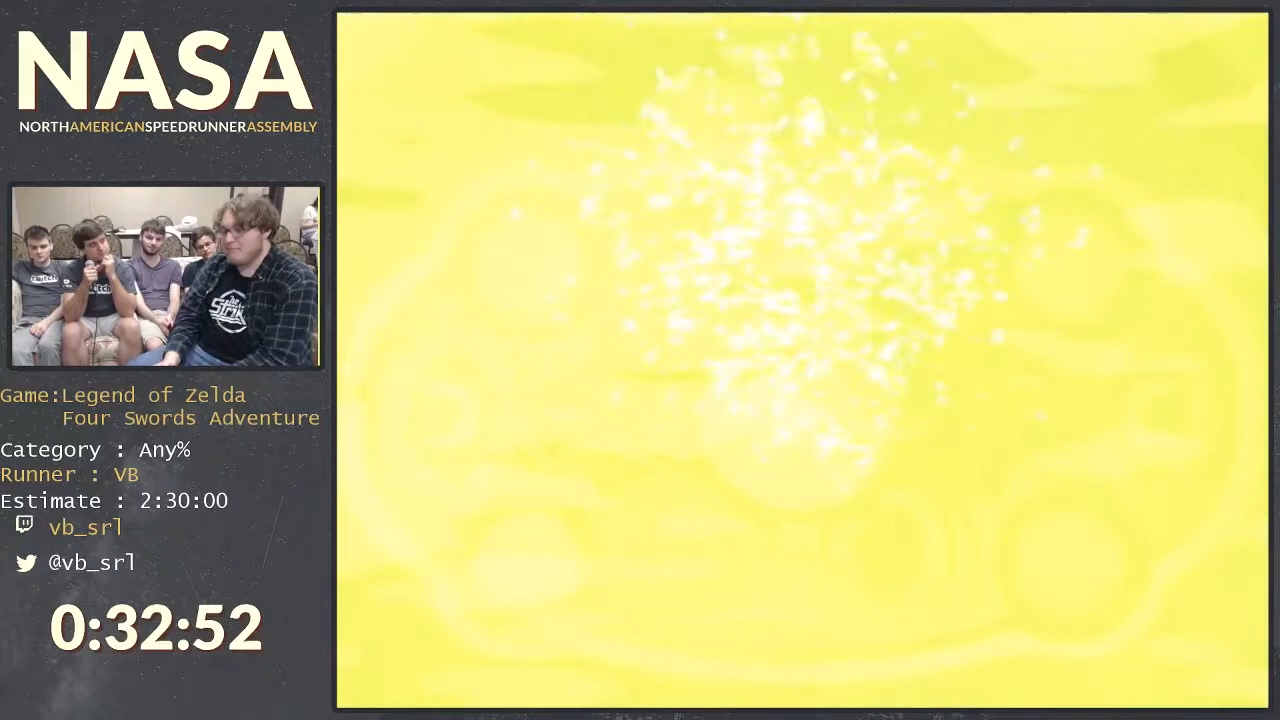 NASA
NORTHAMERICANSPEEDRUNNERASSEMBLY
twitch
Game:Legend of Zelda
Four Swords Adventure
Category : Any%
Runner : VB
Estimate : 2:30:00
vb_srl
@vb_srl
0:32:52